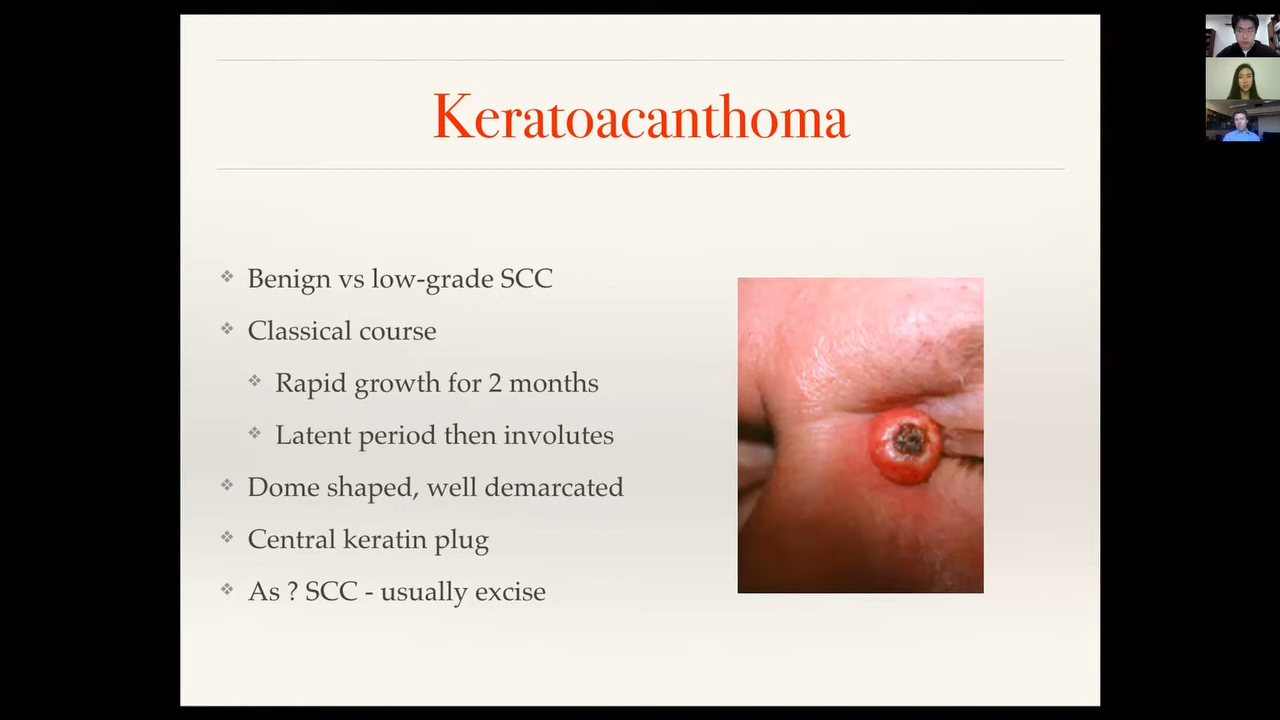 Keratoacanthoma
Benign vs low-grade SCC
Classical course
Rapid growth for 2 months
Latent period then involutes
Dome shaped, well demarcated
Central keratin plug
As ? SCC - usually excise